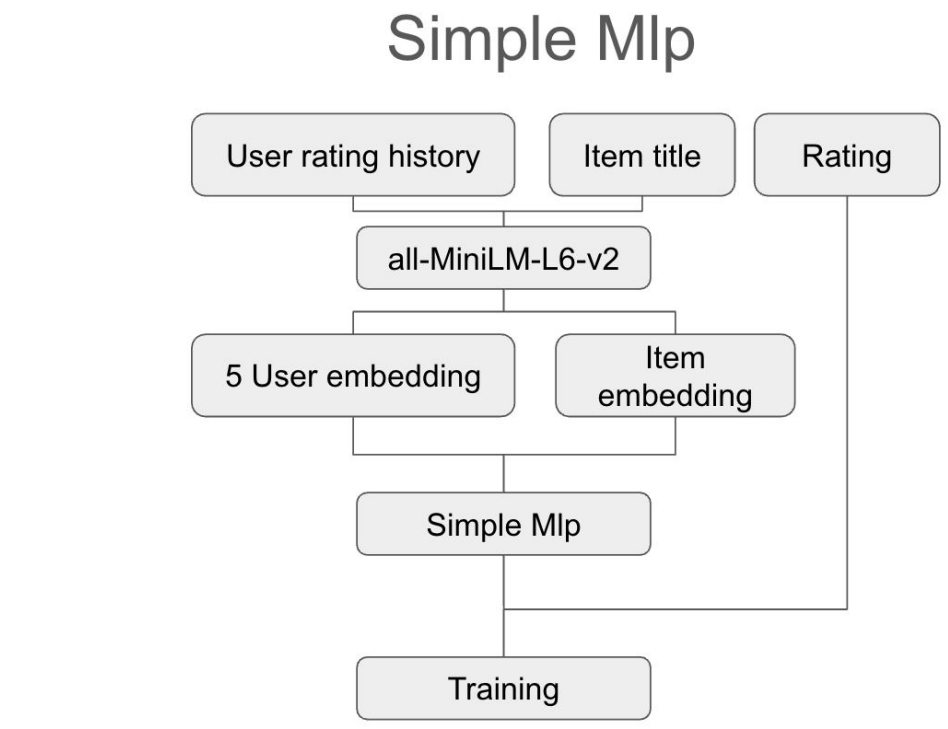 Simple Mlp
User rating history
Item title
Rating
all-MiniLM-L6-v2
5 User embedding
Item
embedding
Simple Mlp
Training